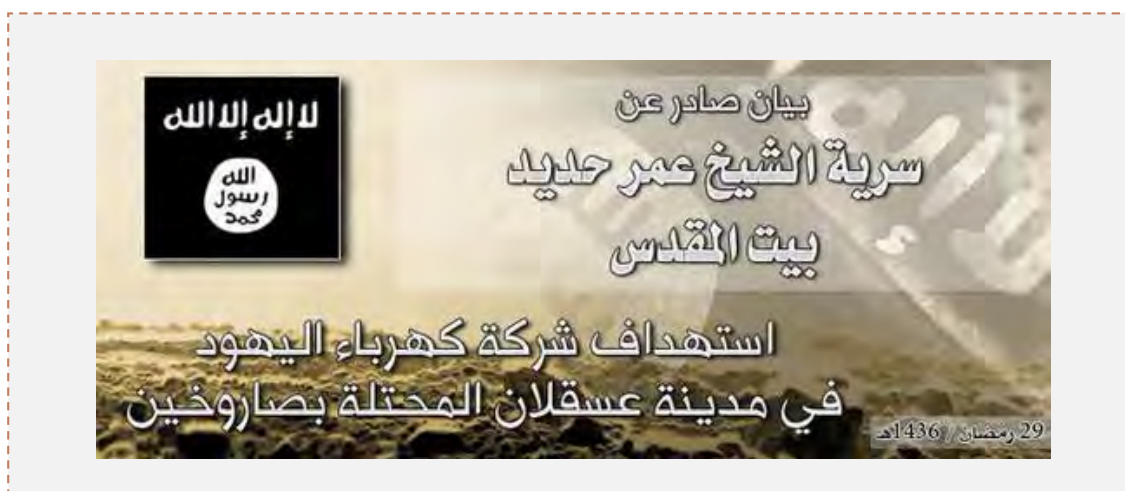 لا إله إلا الله
الله
رسول
محمد
بيان صادر عن
سرية الشيخ عمر حديد
بيت المقدس
استهداف شركة كهرباء اليهود
في مدينة عسقلان المحتلة بصاروخين
29 رمضان / 1436هـ